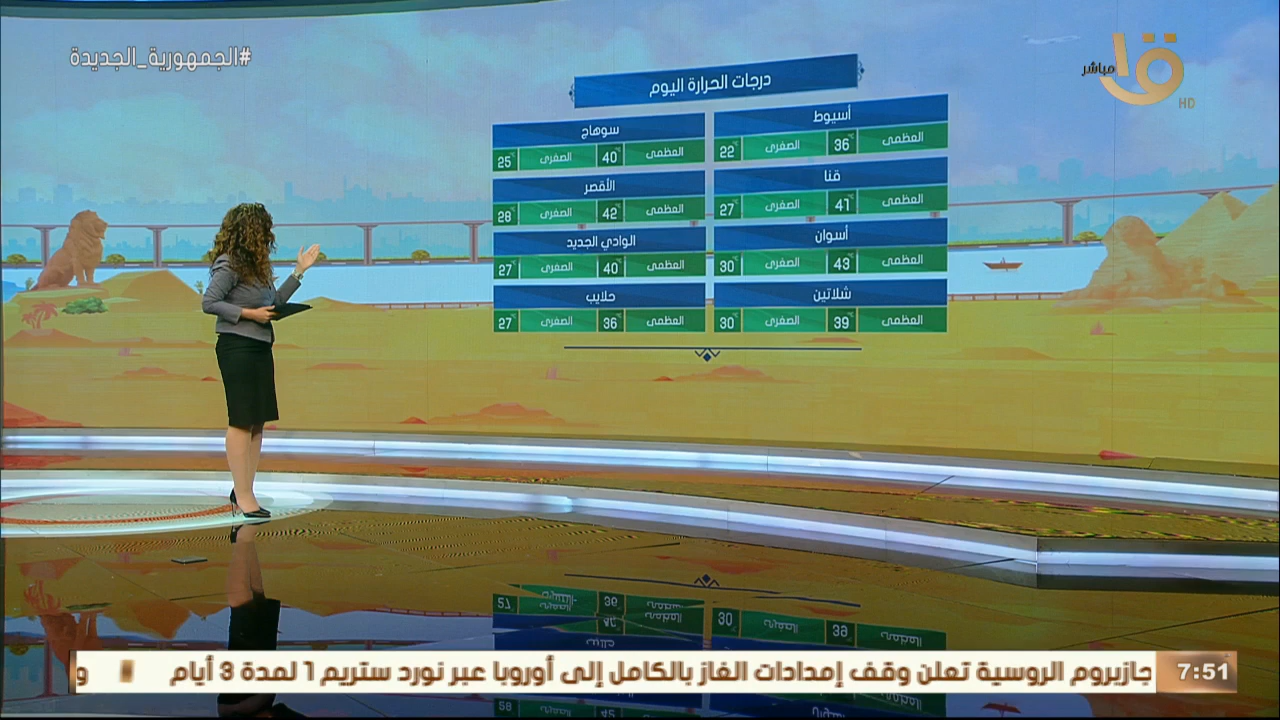 #الجمهورية_الجديدة
مباشر
HD
درجات الحرارة اليوم
أسيوط
العظمى 36°C الصغرى 22°C
سوهاج
العظمى 40°C الصغرى 25°C
قنا
العظمى 41°C الصغرى 27°C
الأقصر
العظمى 42°C الصغرى 28°C
أسوان
العظمى 43°C الصغرى 30°C
الوادي الجديد
العظمى 40°C الصغرى 27°C
شلاتين
العظمى 39°C الصغرى 30°C
حلايب
العظمى 36°C الصغرى 27°C
7:51 جازبروم الروسية تعلن وقف إمدادات الغاز بالكامل إلى أوروبا عبر نورد ستريم 1 لمدة 3 أيام و